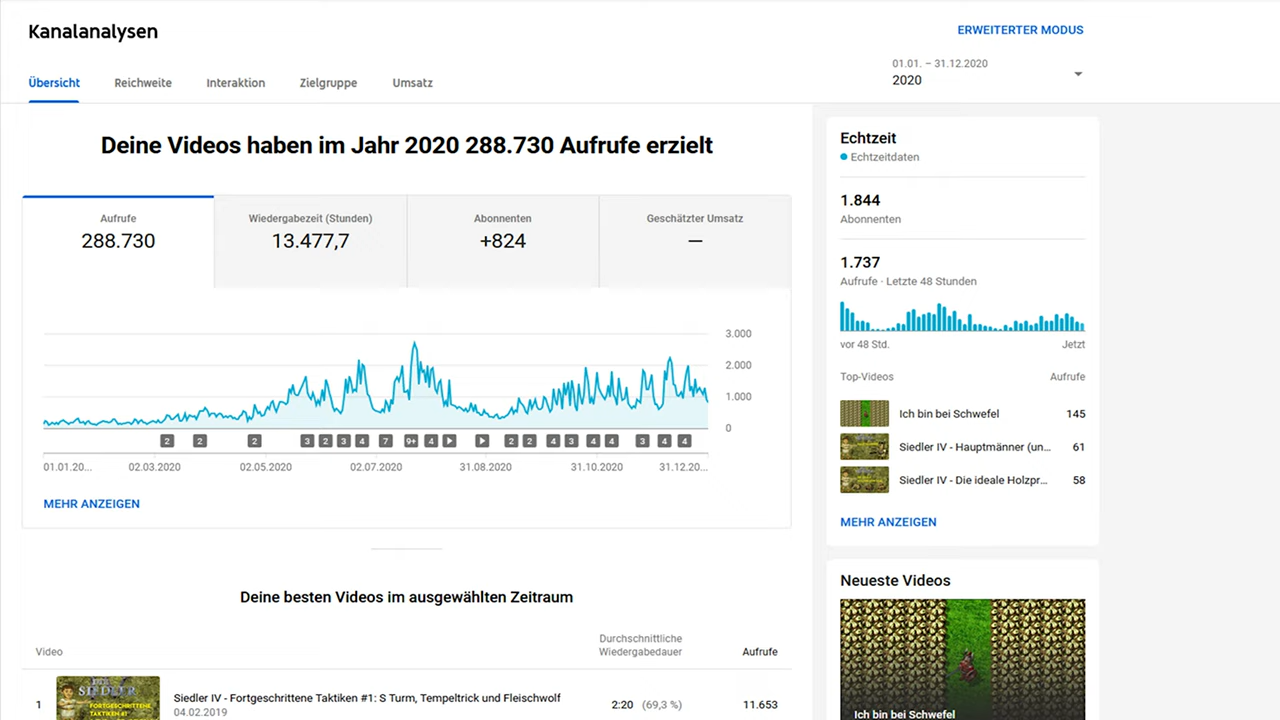 Kanalanalysen
ERWEITERTER MODUS
Übersicht
Reichweite
Interaktion
Zielgruppe
Umsatz
01.01. – 31.12.2020
2020
Deine Videos haben im Jahr 2020 288.730 Aufrufe erzielt
Aufrufe
288.730
Wiedergabezeit (Stunden)
13.477,7
Abonnenten
+824
Geschätzter Umsatz
—
3.000
2.000
1.000
0
2 2 2 3 2 3 4 7 9+ 4 2 2 4 3 4 4 3 4 4
01.01.20... 02.03.2020 02.05.2020 02.07.2020 31.08.2020 31.10.2020 31.12.20...
MEHR ANZEIGEN
Deine besten Videos im ausgewählten Zeitraum
Video
Durchschnittliche
Wiedergabedauer
Aufrufe
1
SIEDLER
FORTGESCHRITTENE
TAKTIKEN #1
Siedler IV - Fortgeschrittene Taktiken #1: S Turm, Tempeltrick und Fleischwolf
04.02.2019
2:20 (69,3 %)
11.653
Echtzeit
Echtzeitdaten
1.844
Abonnenten
1.737
Aufrufe · Letzte 48 Stunden
vor 48 Std.
Jetzt
Top-Videos
Aufrufe
Ich bin bei Schwefel
145
Siedler IV - Hauptmänner (un...
61
Siedler IV - Die ideale Holzpr...
58
MEHR ANZEIGEN
Neueste Videos
Ich bin bei Schwefel